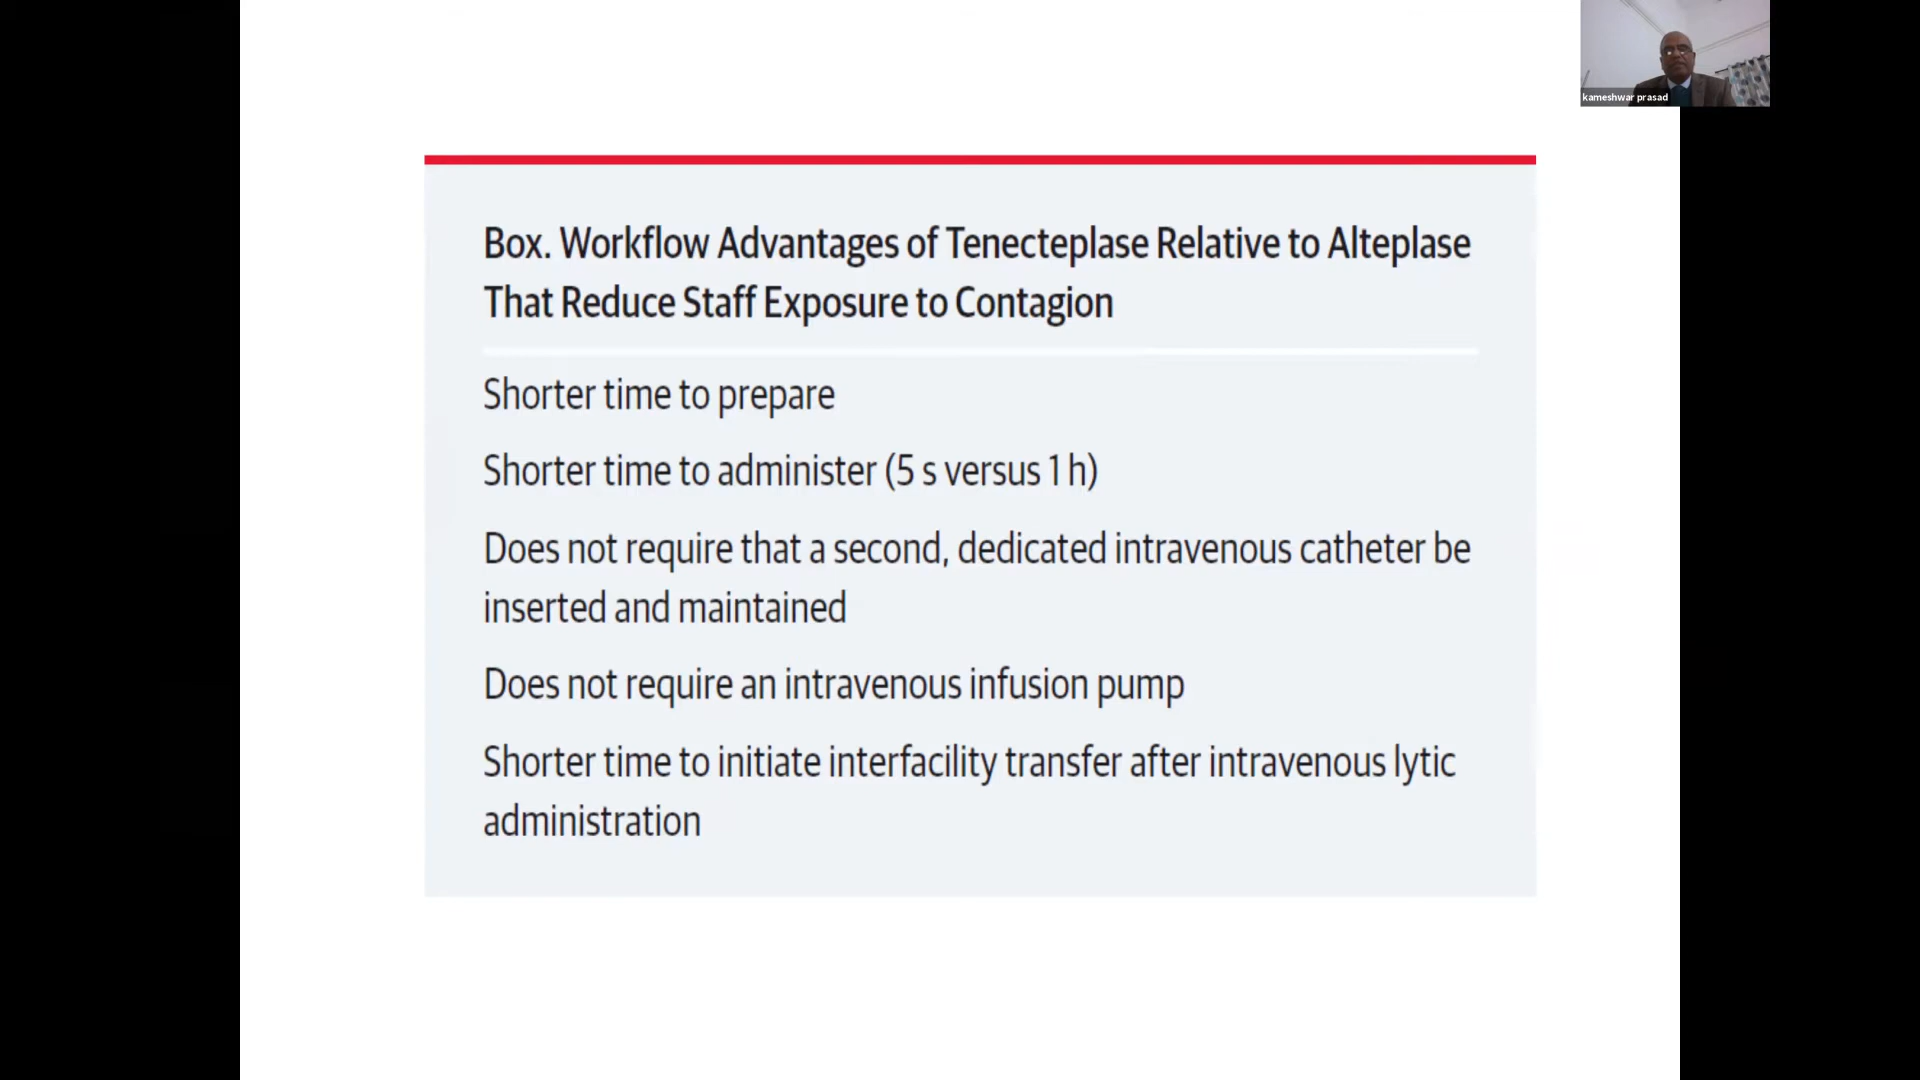 kameshwar prasad
Box. Workflow Advantages of Tenecteplase Relative to Alteplase
That Reduce Staff Exposure to Contagion
Shorter time to prepare
Shorter time to administer (5 s versus 1 h)
Does not require that a second, dedicated intravenous catheter be
inserted and maintained
Does not require an intravenous infusion pump
Shorter time to initiate interfacility transfer after intravenous lytic
administration